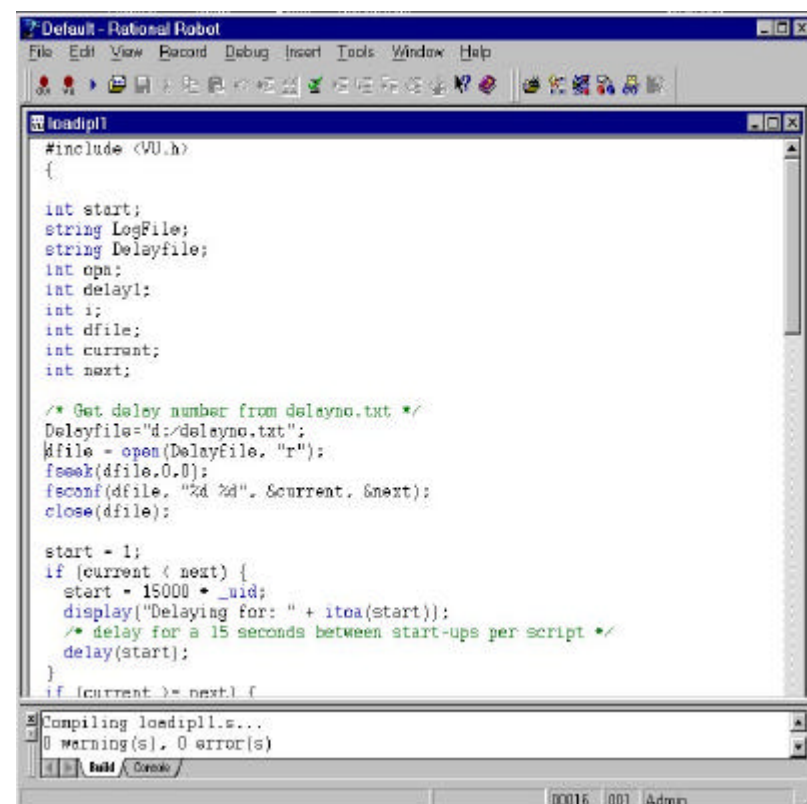 Default - Rational Robot
File Edit View Record Debug Insert Tools Window Help
loadipl1
#include <VU.h>
{
int start;
string LogFile;
string Delayfile;
int opn;
int delay1;
int i;
int dfile;
int current;
int next;
/* Get delay number from delayno.txt */
Delayfile="d:/delayno.txt";
dfile = open(Delayfile, "r");
fseek(dfile,0,0);
fscanf(dfile, "%d %d", &current, &next);
close(dfile);
start = 1;
if (current < next) {
start = 15000 * _uid;
display("Delaying for: " + itoa(start));
/* delay for a 15 seconds between start-ups per script */
delay(start);
}
if (current >= next) {
Compiling loadipl1.s...
0 warning(s), 0 error(s)
Build Console
00016 001 Admin